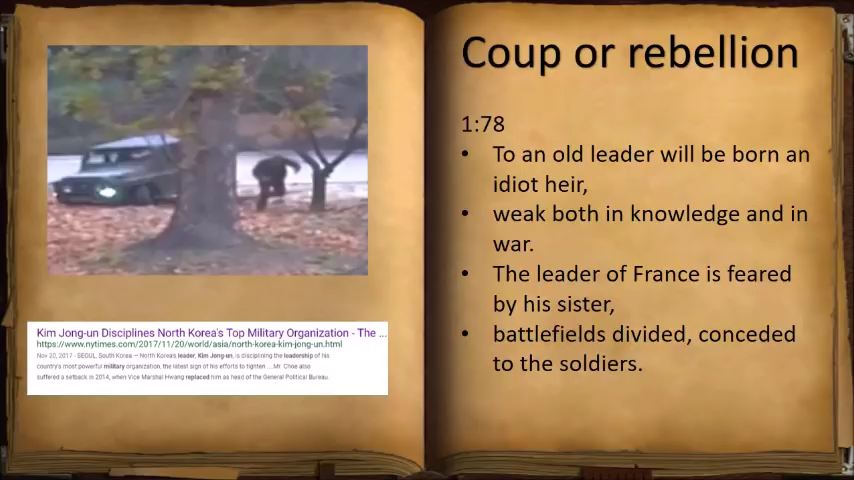 Coup or rebellion
1:78
• To an old leader will be born an
idiot heir,
• weak both in knowledge and in
war.
• The leader of France is feared
by his sister,
• battlefields divided, conceded
to the soldiers.
Kim Jong-un Disciplines North Korea's Top Military Organization - The ...
https://www.nytimes.com/2017/11/20/world/asia/north-korea-kim-jong-un.html
Nov 20, 2017 - SEOUL, South Korea — North Korea's leader, Kim Jong-un, is disciplining the leadership of his
country's most powerful military organization, the latest sign of his efforts to tighten ... Mr. Choe also
suffered a setback in 2014, when Vice Marshal Hwang replaced him as head of the General Political Bureau.